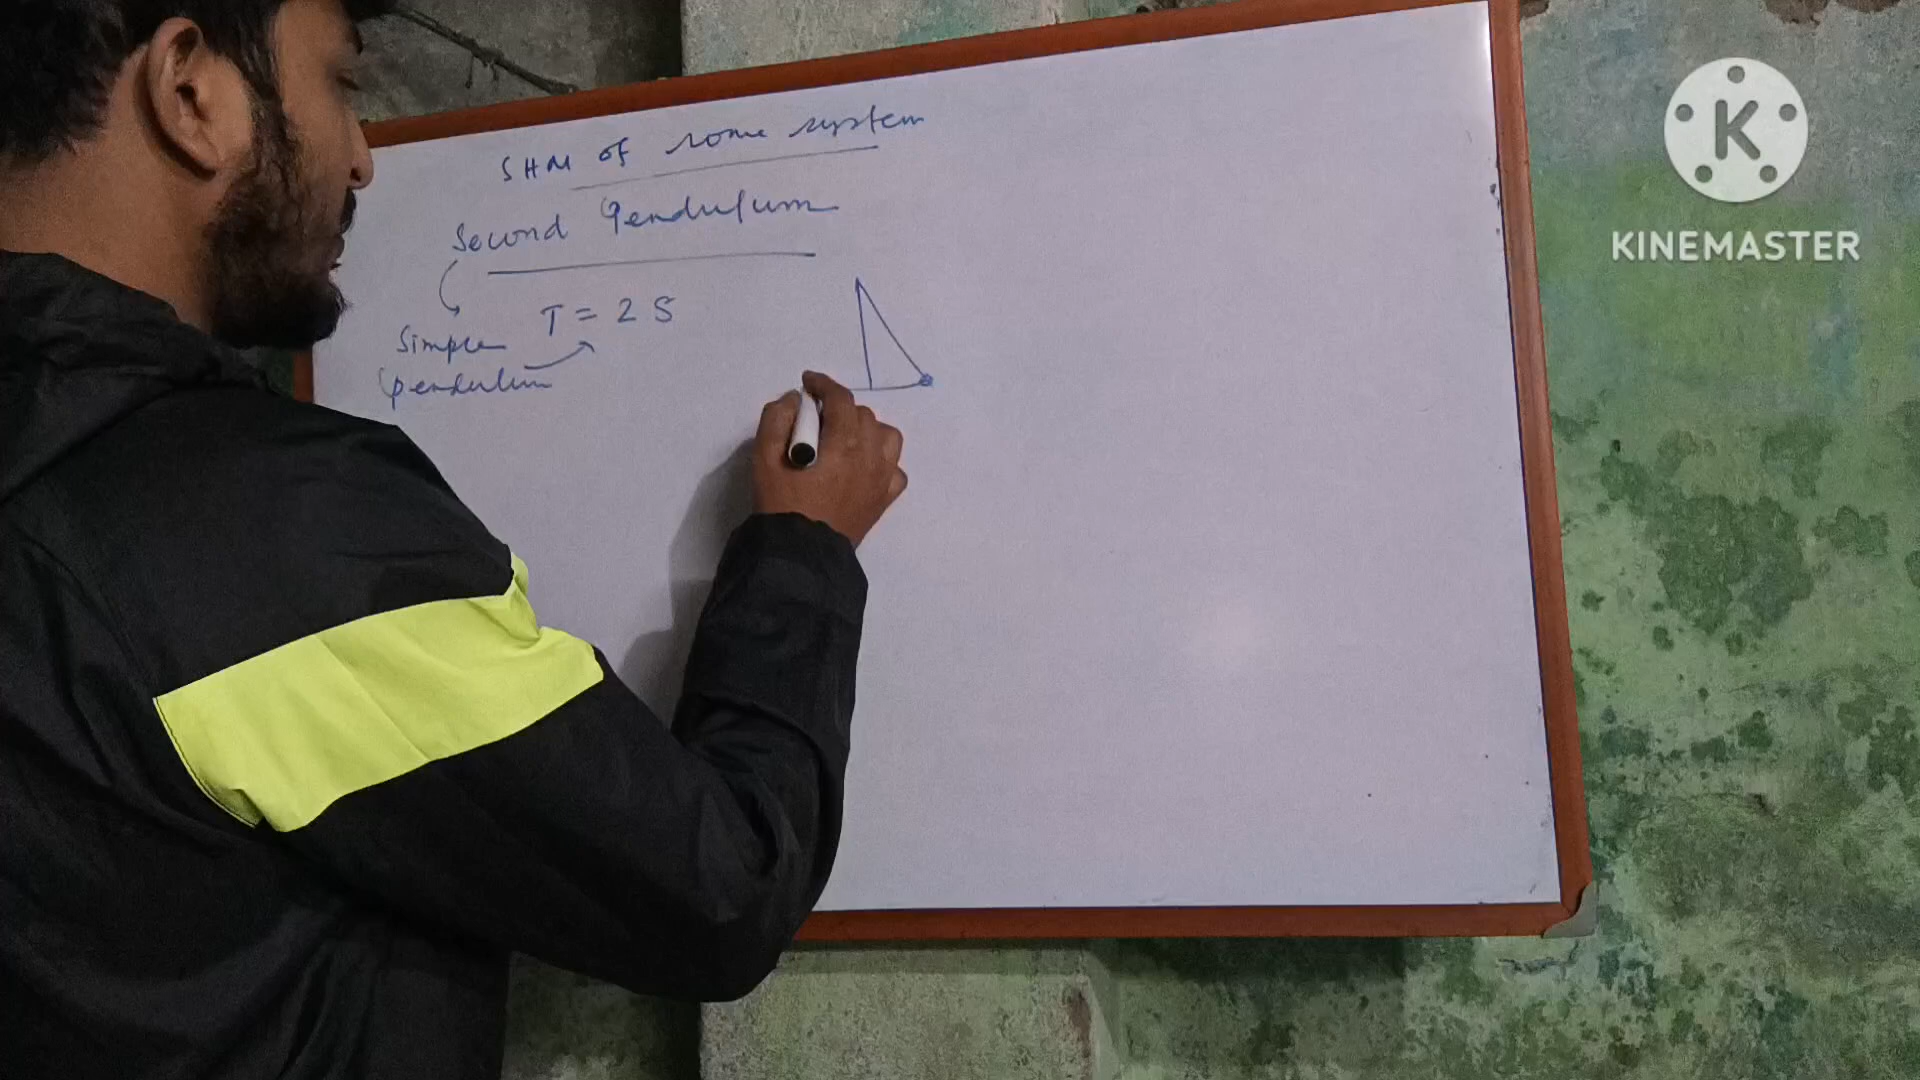 SHM of some system
Second Pendulum
T = 2 S
Simple
pendulum
K
KINEMASTER